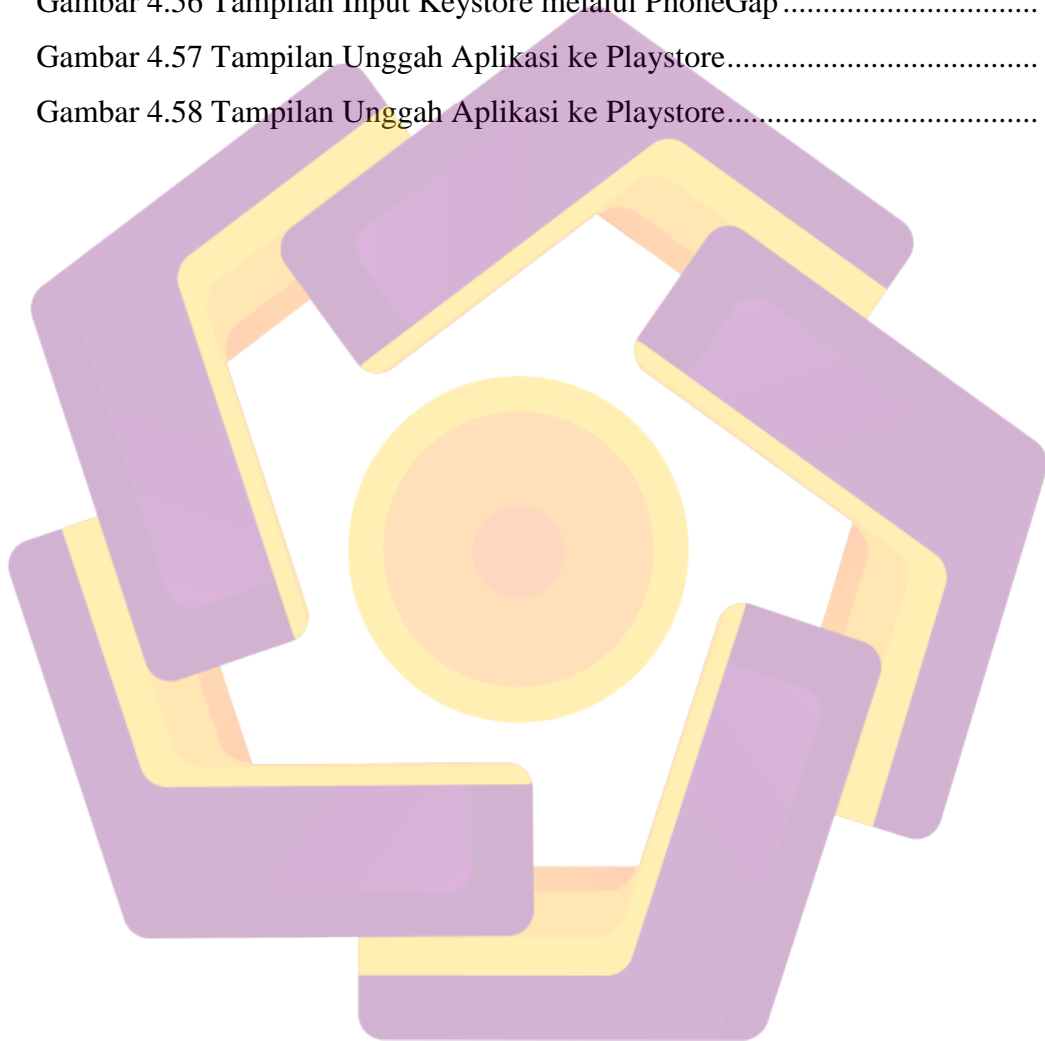 Gambar 4.56 Tampilan Input Keystore melalui PhoneGap................................
Gambar 4.57 Tampilan Unggah Aplikasi ke Playstore.......................................
Gambar 4.58 Tampilan Unggah Aplikasi ke Playstore.......................................